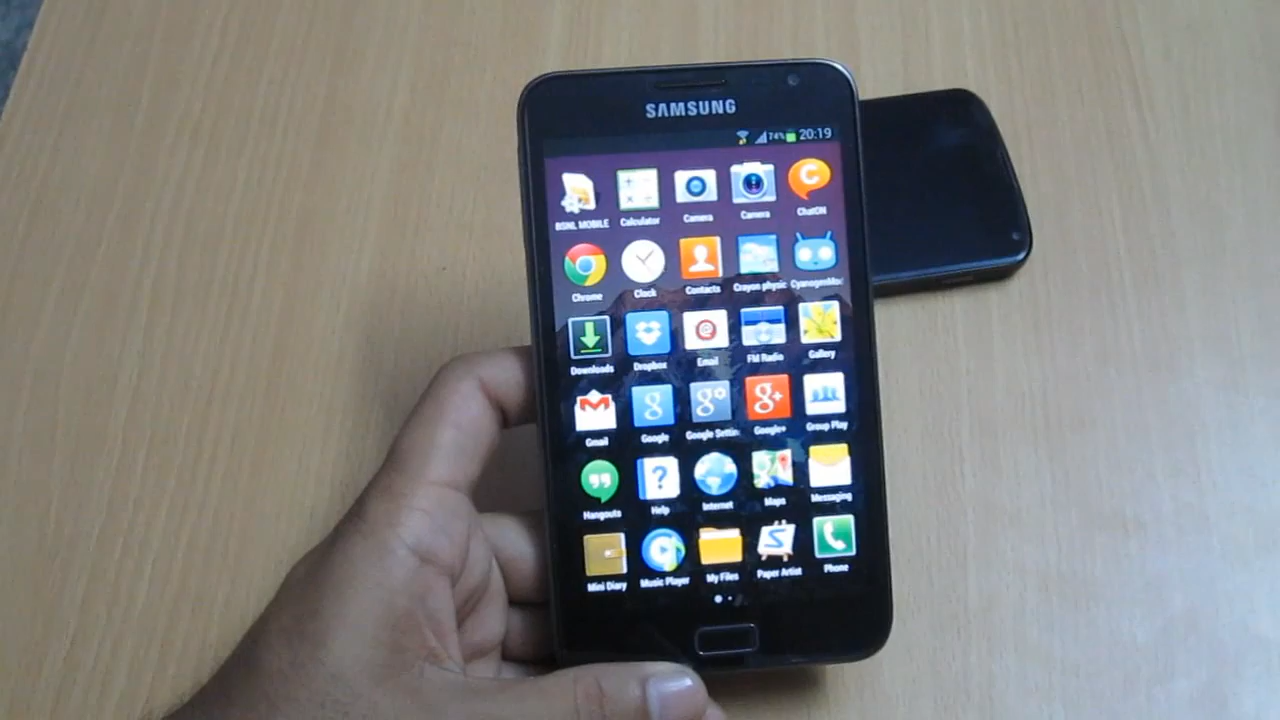 SAMSUNG
74% 20:19
BSNL MOBILE Calculator Camera Camera ChatON
Chrome Clock Contacts Crayon physic CyanogenMod
Downloads Dropbox Email FM Radio Gallery
Gmail Google Google Settin Google+ Group Play
Hangouts Help Internet Maps Messaging
Mini Diary Music Player My Files Paper Artist Phone